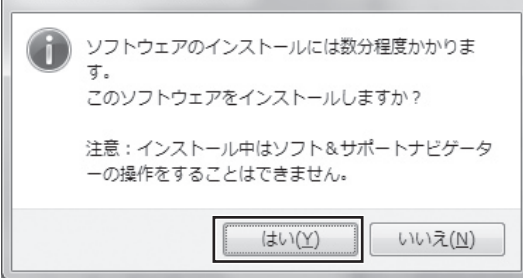 ソフトウェアのインストールには数分程度かかりま
す。
このソフトウェアをインストールしますか？
注意：インストール中はソフト＆サポートナビゲータ
ーの操作をすることはできません。
はい(Y) いいえ(N)